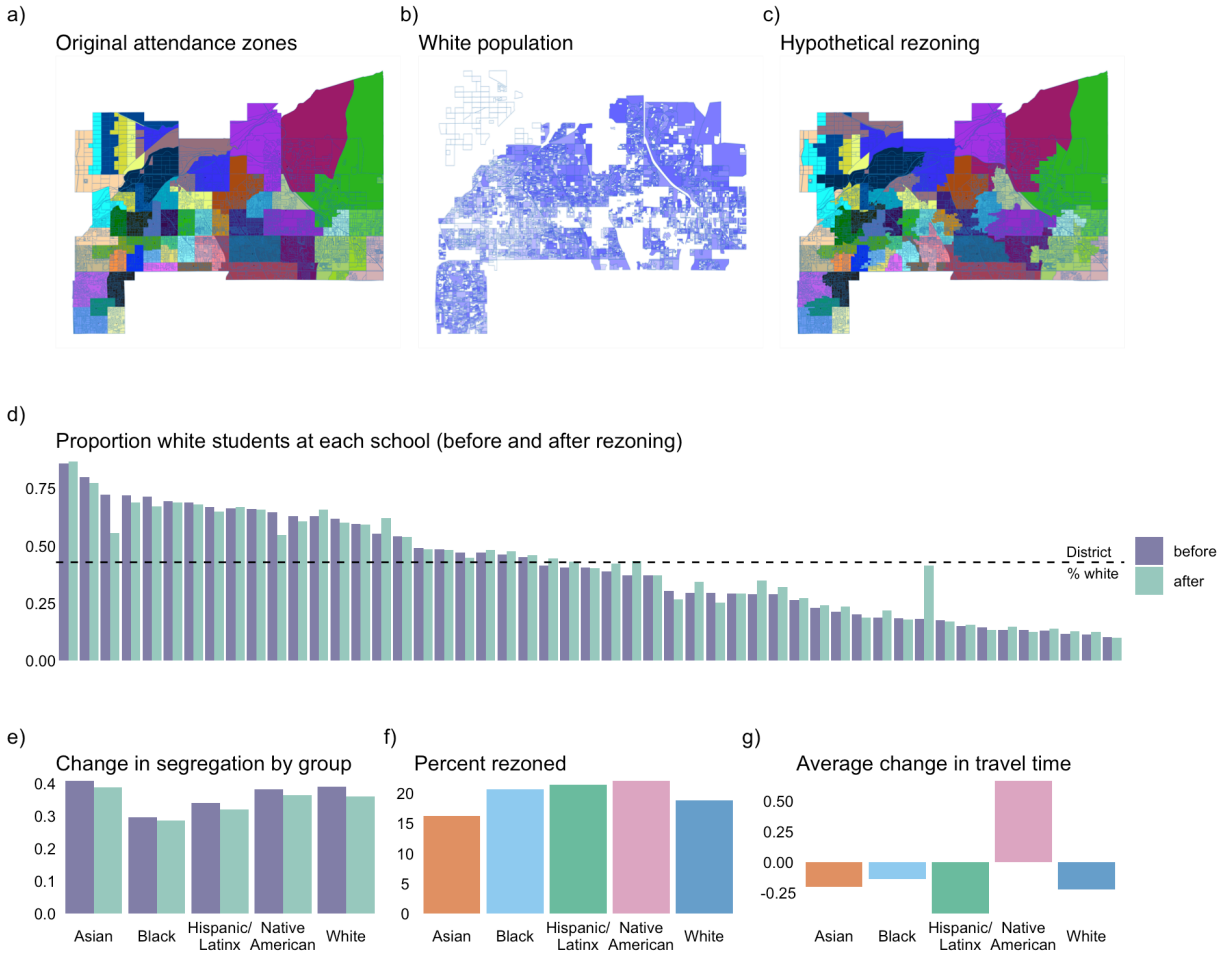 a)
b)
c)
Original attendance zones
White population
Hypothetical rezoning
d)
Proportion white students at each school (before and after rezoning)
0.75
0.50
0.25
0.00
District
% white
before
after
e)
f)
g)
Change in segregation by group
0.4
0.3
0.2
0.1
0.0
Asian
Black
Hispanic/
Latinx
Native
American
White
Percent rezoned
20
15
10
5
0
Asian
Black
Hispanic/
Latinx
Native
American
White
Average change in travel time
0.50
0.25
0.00
-0.25
Asian
Black
Hispanic/
Latinx
Native
American
White